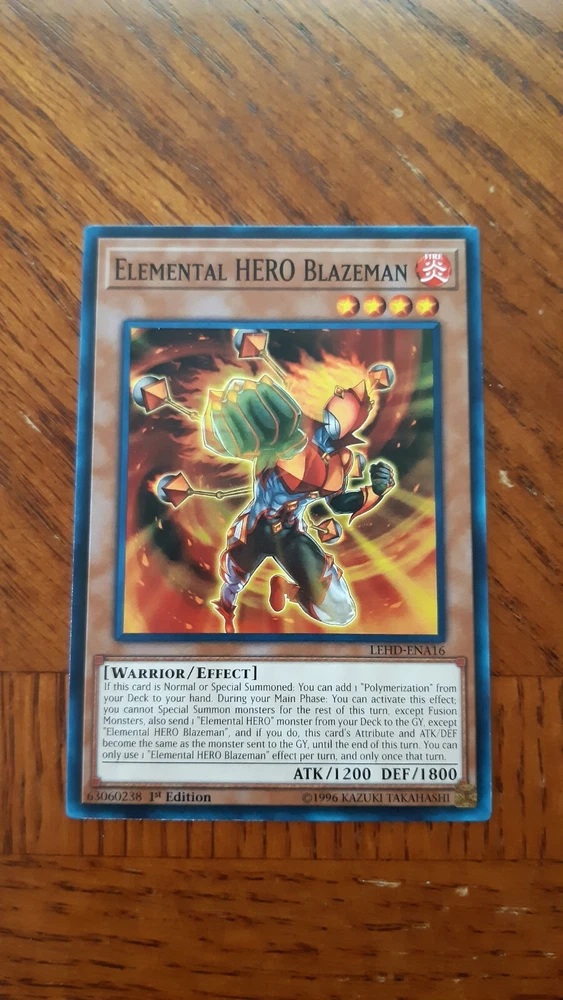 ELEMENTAL HERO BLAZEMAN
FIRE
炎
LEHD-ENA16
[WARRIOR/EFFECT]
If this card is Normal or Special Summoned: You can add 1 "Polymerization" from
your Deck to your hand. During your Main Phase: You can activate this effect;
you cannot Special Summon monsters for the rest of this turn, except Fusion
Monsters, also send 1 "Elemental HERO" monster from your Deck to the GY, except
"Elemental HERO Blazeman", and if you do, this card's Attribute and ATK/DEF
become the same as the monster sent to the GY, until the end of this turn. You can
only use 1 "Elemental HERO Blazeman" effect per turn, and only once that turn.
ATK/1200 DEF/1800
63060238 1st Edition ©1996 KAZUKI TAKAHASHI